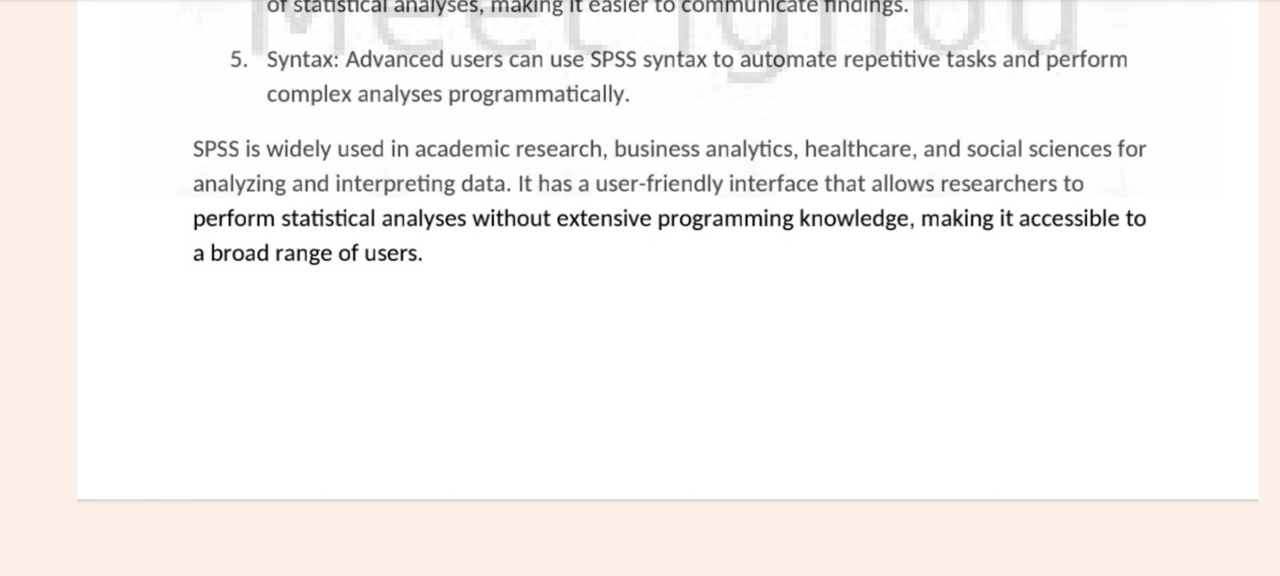 of statistical analyses, making it easier to communicate findings.
Meet Ignou
5. Syntax: Advanced users can use SPSS syntax to automate repetitive tasks and perform
complex analyses programmatically.
SPSS is widely used in academic research, business analytics, healthcare, and social sciences for
analyzing and interpreting data. It has a user-friendly interface that allows researchers to
perform statistical analyses without extensive programming knowledge, making it accessible to
a broad range of users.